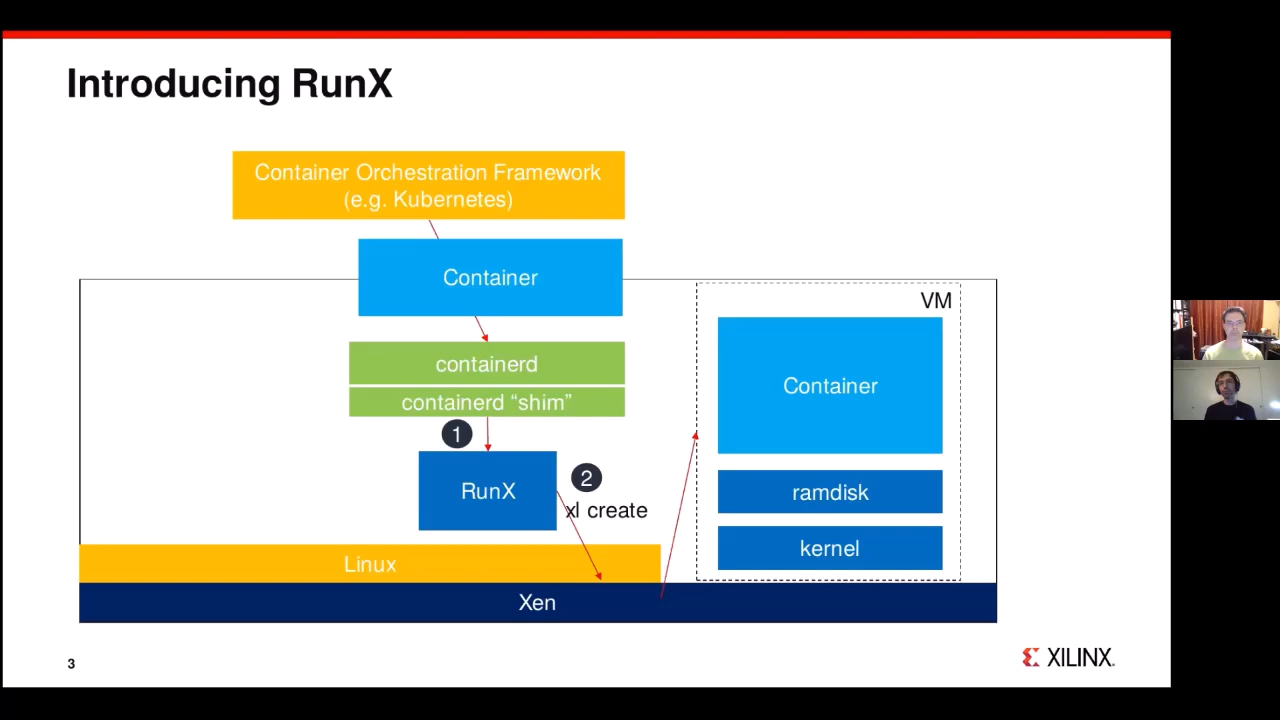 Introducing RunX
Container Orchestration Framework
(e.g. Kubernetes)
Container
containerd
containerd “shim”
1
RunX
2
xl create
Linux
Xen
VM
Container
ramdisk
kernel
3
XILINX.